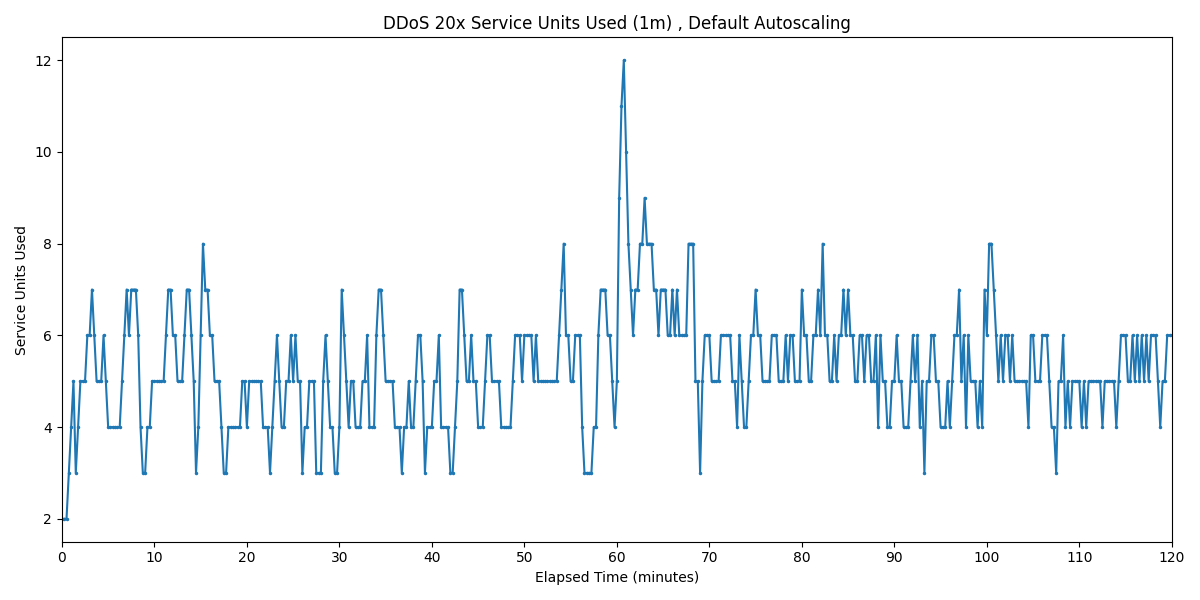 DDoS 20x Service Units Used (1m) , Default Autoscaling
12
10
8
6
4
2
Service Units Used
0 10 20 30 40 50 60 70 80 90 100 110 120
Elapsed Time (minutes)